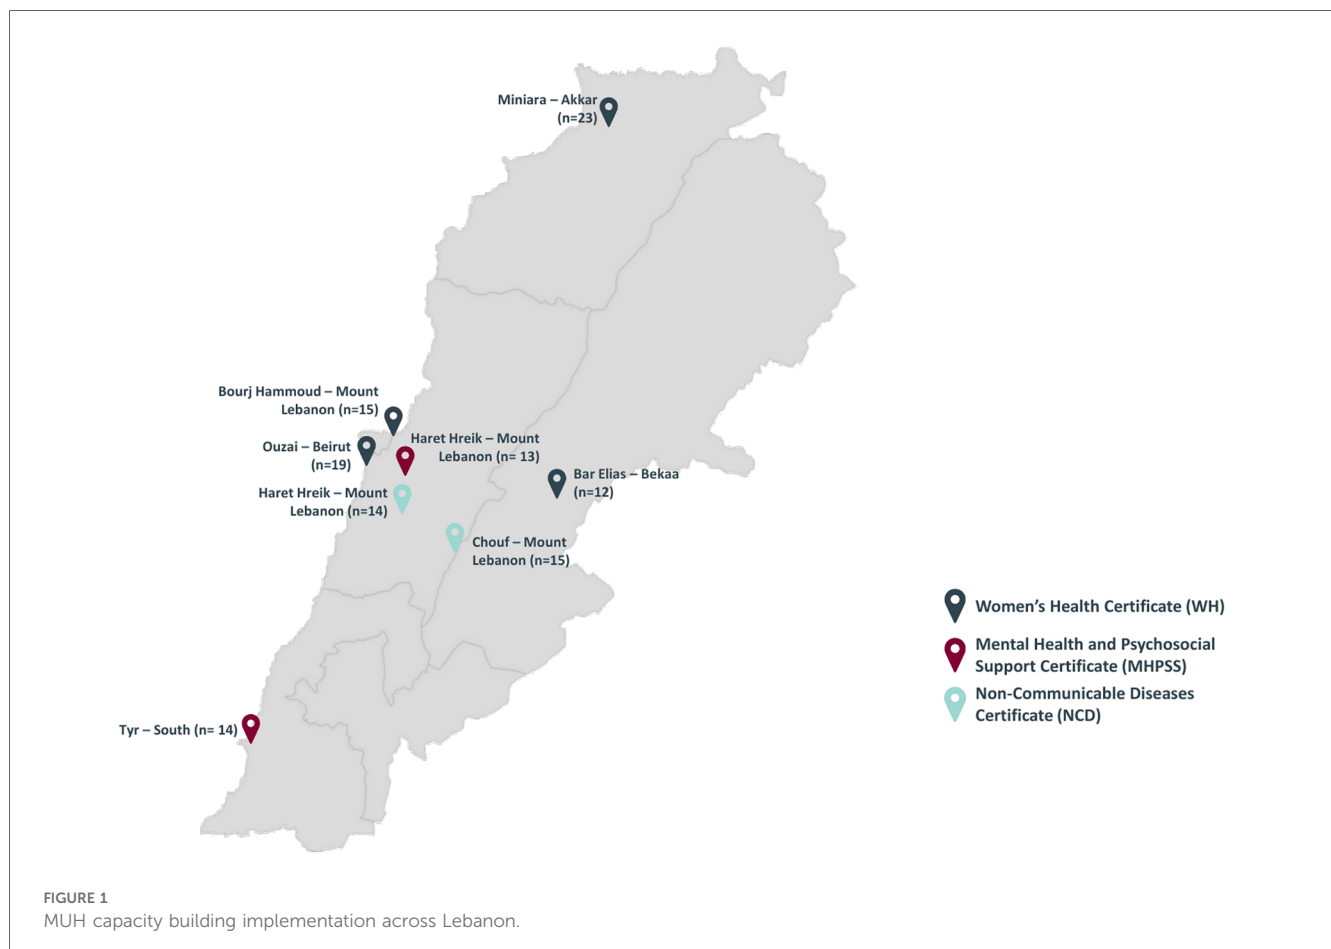 Miniara – Akkar
(n=23)
Bourj Hammoud – Mount
Lebanon (n=15)
Ouzai – Beirut
(n=19)
Haret Hreik – Mount
Lebanon (n= 13)
Bar Elias – Bekaa
(n=12)
Haret Hreik – Mount
Lebanon (n=14)
Chouf – Mount
Lebanon (n=15)
Women’s Health Certificate (WH)
Mental Health and Psychosocial
Support Certificate (MHPSS)
Non-Communicable Diseases
Certificate (NCD)
Tyr – South (n= 14)
FIGURE 1
MUH capacity building implementation across Lebanon.